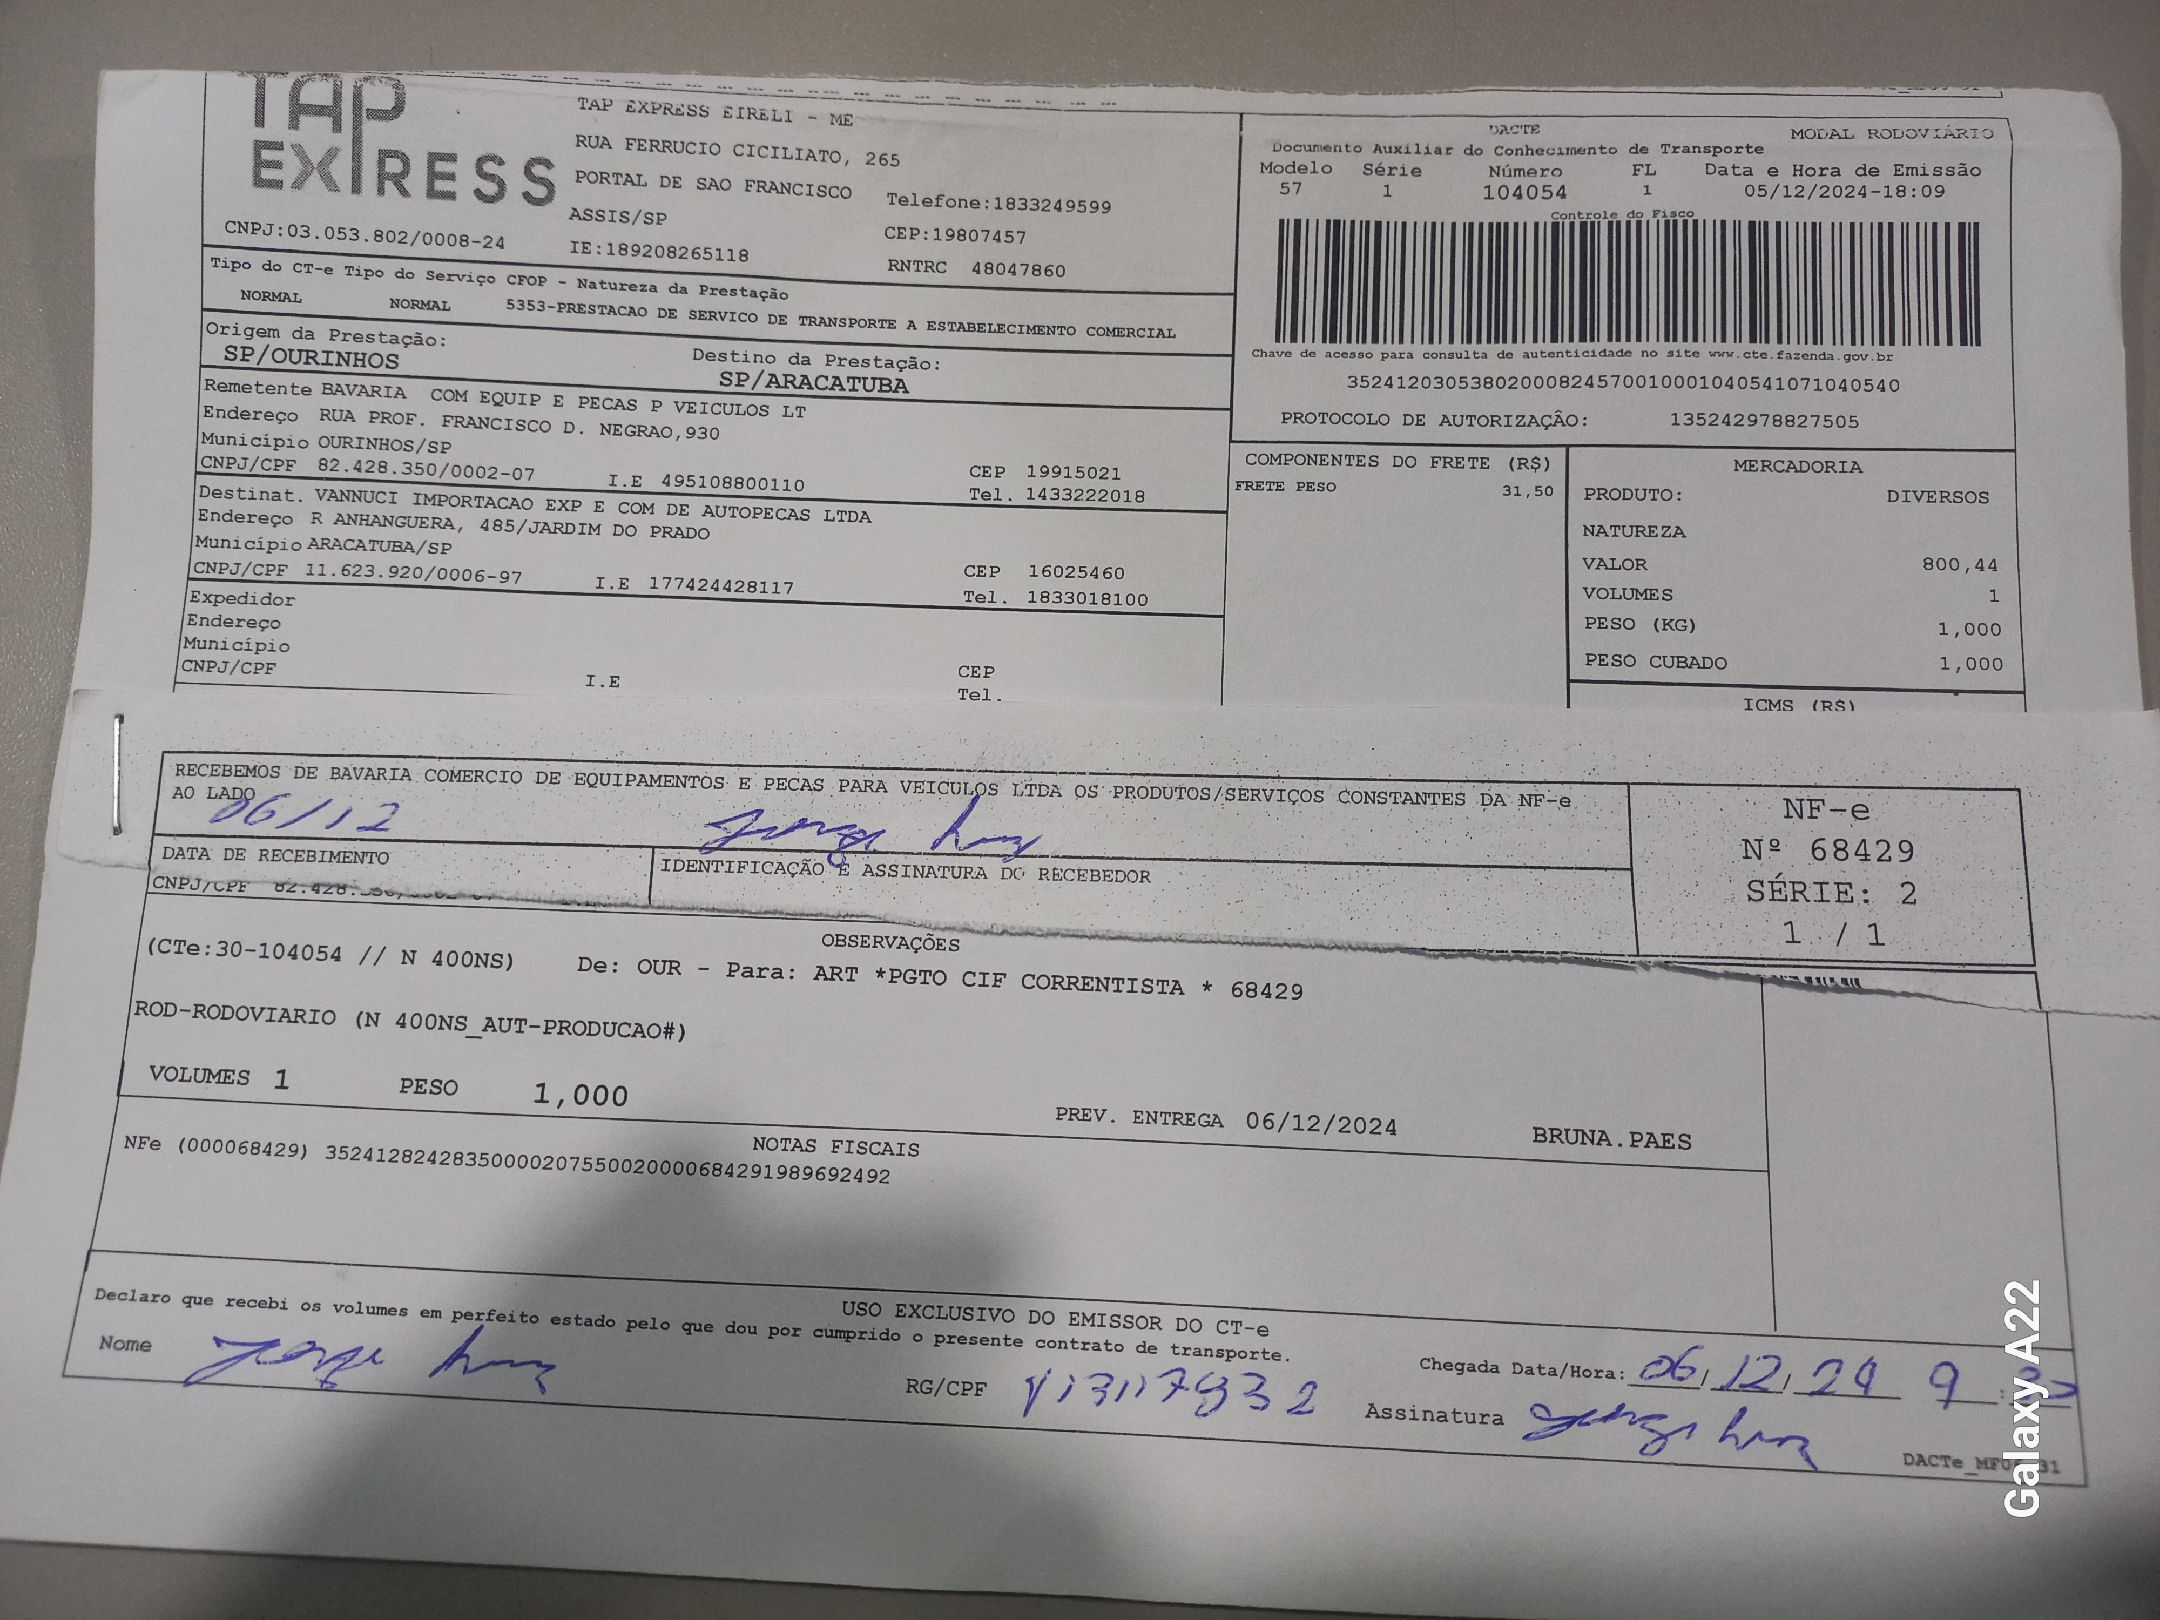 TAP EXPRESS
TAP EXPRESS EIRELI - ME
RUA FERRUCIO CICILIATO, 265
PORTAL DE SAO FRANCISCO Telefone:1833249599
ASSIS/SP CEP:19807457
CNPJ:03.053.802/0008-24 IE:189208265118 RNTRC 48047860
DACTE MODAL RODOVIÁRIO
Documento Auxiliar do Conhecimento de Transporte
Modelo Série Número FL Data e Hora de Emissão
57 1 104054 1 05/12/2024-18:09
Controle do Fisco
Chave de acesso para consulta de autenticidade no site www.cte.fazenda.gov.br
35241203053802000824570010001040541071040540
PROTOCOLO DE AUTORIZAÇÃO: 135242978827505
Tipo do CT-e Tipo do Serviço CFOP - Natureza da Prestação
NORMAL NORMAL 5353-PRESTACAO DE SERVICO DE TRANSPORTE A ESTABELECIMENTO COMERCIAL
Origem da Prestação: Destino da Prestação:
SP/OURINHOS SP/ARACATUBA
Remetente BAVARIA COM EQUIP E PECAS P VEICULOS LT
Endereço RUA PROF. FRANCISCO D. NEGRAO,930
Município OURINHOS/SP CEP 19915021
CNPJ/CPF 82.428.350/0002-07 I.E 495108800110 Tel. 1433222018
Destinat. VANNUCI IMPORTACAO EXP E COM DE AUTOPECAS LTDA
Endereço R ANHANGUERA, 485/JARDIM DO PRADO
Município ARACATUBA/SP CEP 16025460
CNPJ/CPF 11.623.920/0006-97 I.E 177424428117 Tel. 1833018100
Expedidor
Endereço
Município CEP
CNPJ/CPF I.E Tel.
COMPONENTES DO FRETE (R$)
FRETE PESO 31,50
MERCADORIA
PRODUTO: DIVERSOS
NATUREZA
VALOR 800,44
VOLUMES 1
PESO (KG) 1,000
PESO CUBADO 1,000
ICMS (R$)
RECEBEMOS DE BAVARIA COMERCIO DE EQUIPAMENTOS E PECAS PARA VEICULOS LTDA OS PRODUTOS/SERVIÇOS CONSTANTES DA NF-e
AO LADO
06/12 Jorge
DATA DE RECEBIMENTO IDENTIFICAÇÃO E ASSINATURA DO RECEBEDOR
NF-e
Nº 68429
SÉRIE: 2
1 / 1
CNPJ/CPF
OBSERVAÇÕES
(CTe:30-104054 // N 400NS) De: OUR - Para: ART *PGTO CIF CORRENTISTA * 68429
ROD-RODOVIARIO (N 400NS_AUT-PRODUCAO#)
VOLUMES 1 PESO 1,000 PREV. ENTREGA 06/12/2024 BRUNA.PAES
NOTAS FISCAIS
NFe (000068429) 35241282428350000207550020000684291989692492
USO EXCLUSIVO DO EMISSOR DO CT-e
Declaro que recebi os volumes em perfeito estado pelo que dou por cumprido o presente contrato de transporte.
Nome Jorge RG/CPF Chegada Data/Hora: 06/12/24 9
Assinatura Jorge
Galaxy A22